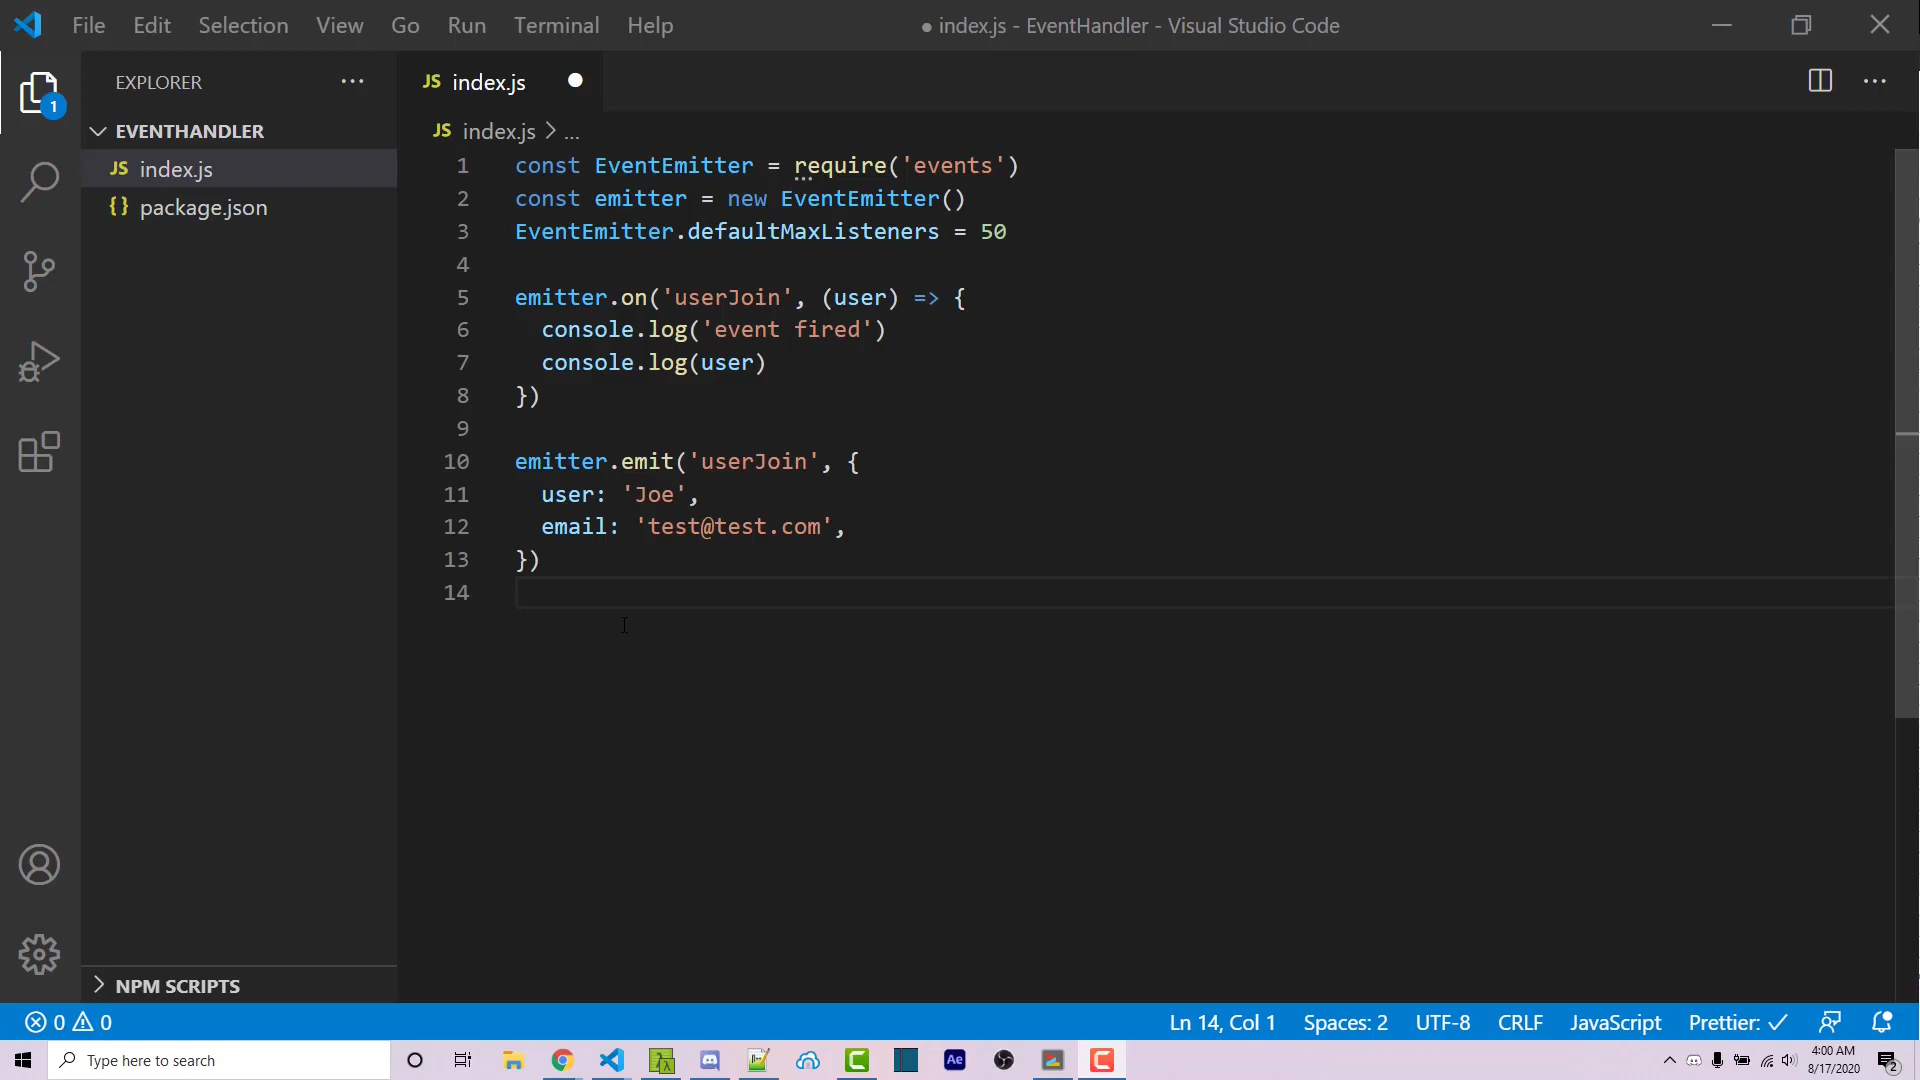 File Edit Selection View Go Run Terminal Help
● index.js - EventHandler - Visual Studio Code
EXPLORER
1
EVENTHANDLER
JS index.js
{} package.json
NPM SCRIPTS
JS index.js
JS index.js > ...
1 const EventEmitter = require('events')
2 const emitter = new EventEmitter()
3 EventEmitter.defaultMaxListeners = 50
4
5 emitter.on('userJoin', (user) => {
6   console.log('event fired')
7   console.log(user)
8 })
9
10 emitter.emit('userJoin', {
11   user: 'Joe',
12   email: 'test@test.com',
13 })
14
0 0
Ln 14, Col 1 Spaces: 2 UTF-8 CRLF JavaScript Prettier: ✓
Type here to search
Ae
4:00 AM
8/17/2020
2